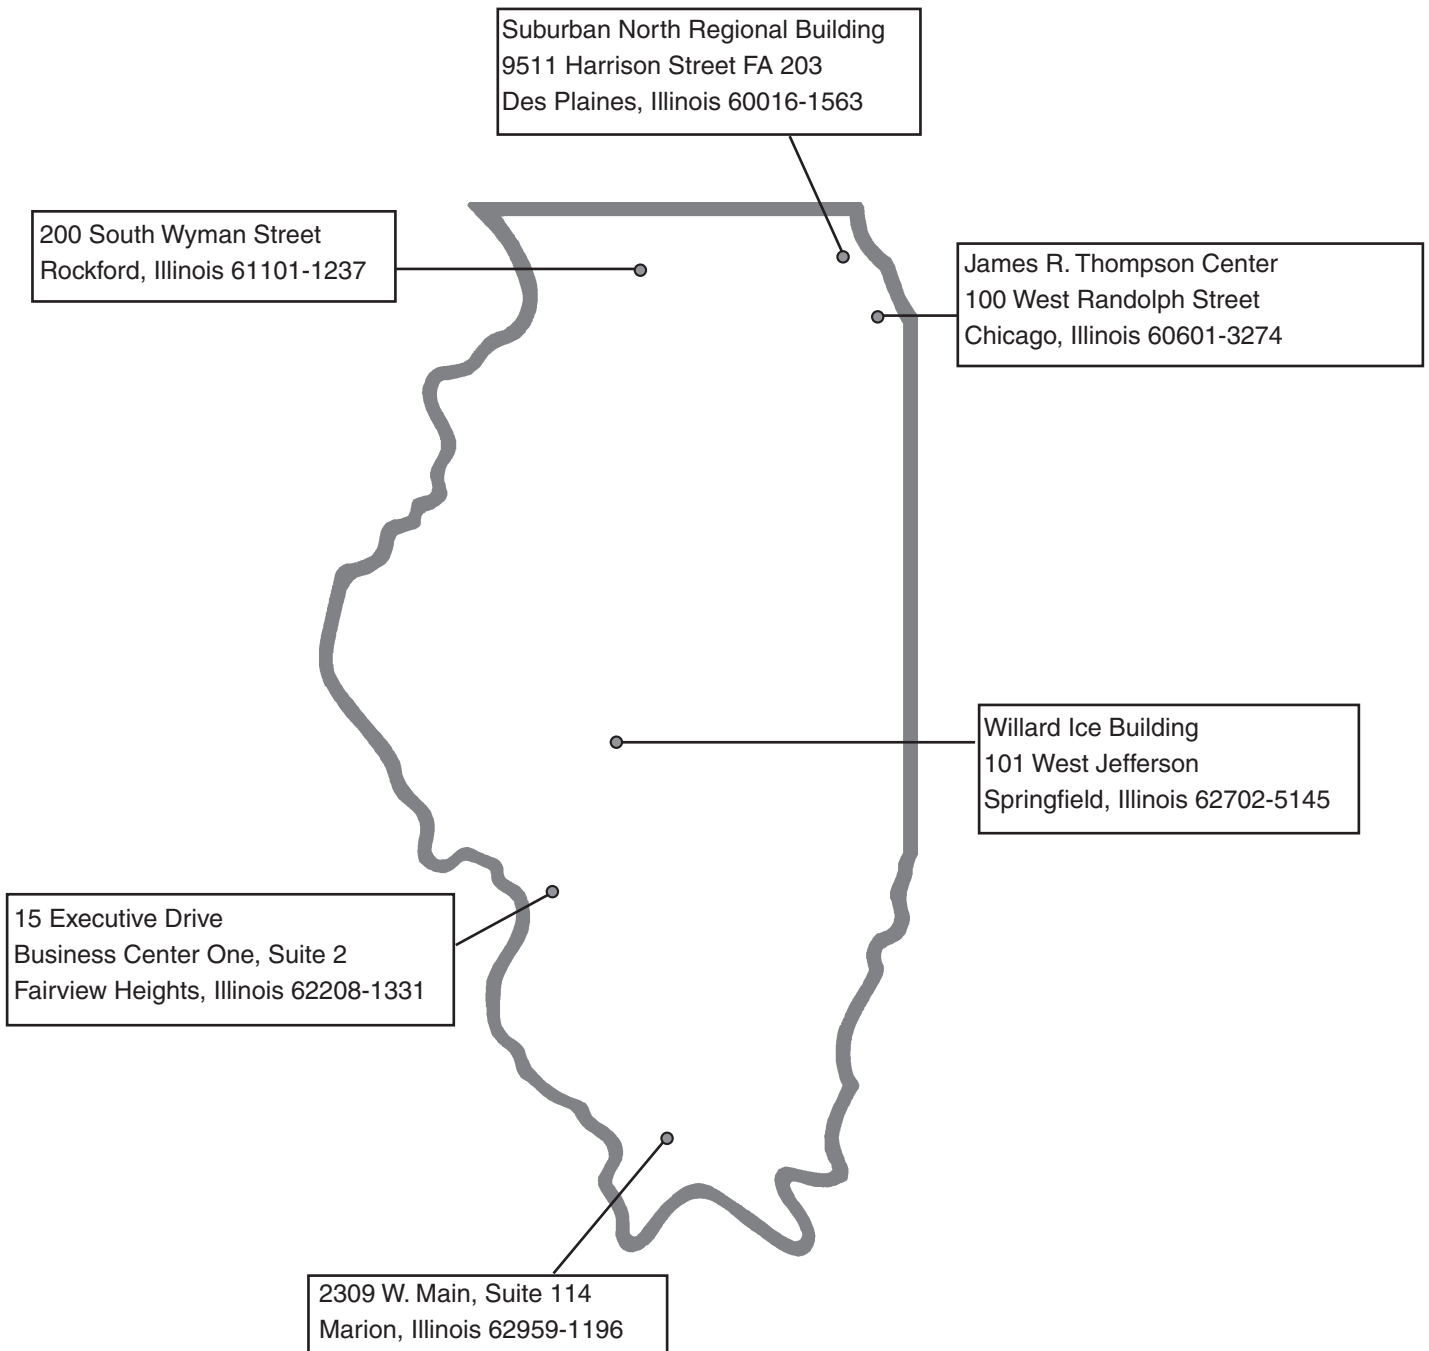 Suburban North Regional Building
9511 Harrison Street FA 203
Des Plaines, Illinois 60016-1563
200 South Wyman Street
Rockford, Illinois 61101-1237
James R. Thompson Center
100 West Randolph Street
Chicago, Illinois 60601-3274
Willard Ice Building
101 West Jefferson
Springfield, Illinois 62702-5145
15 Executive Drive
Business Center One, Suite 2
Fairview Heights, Illinois 62208-1331
2309 W. Main, Suite 114
Marion, Illinois 62959-1196